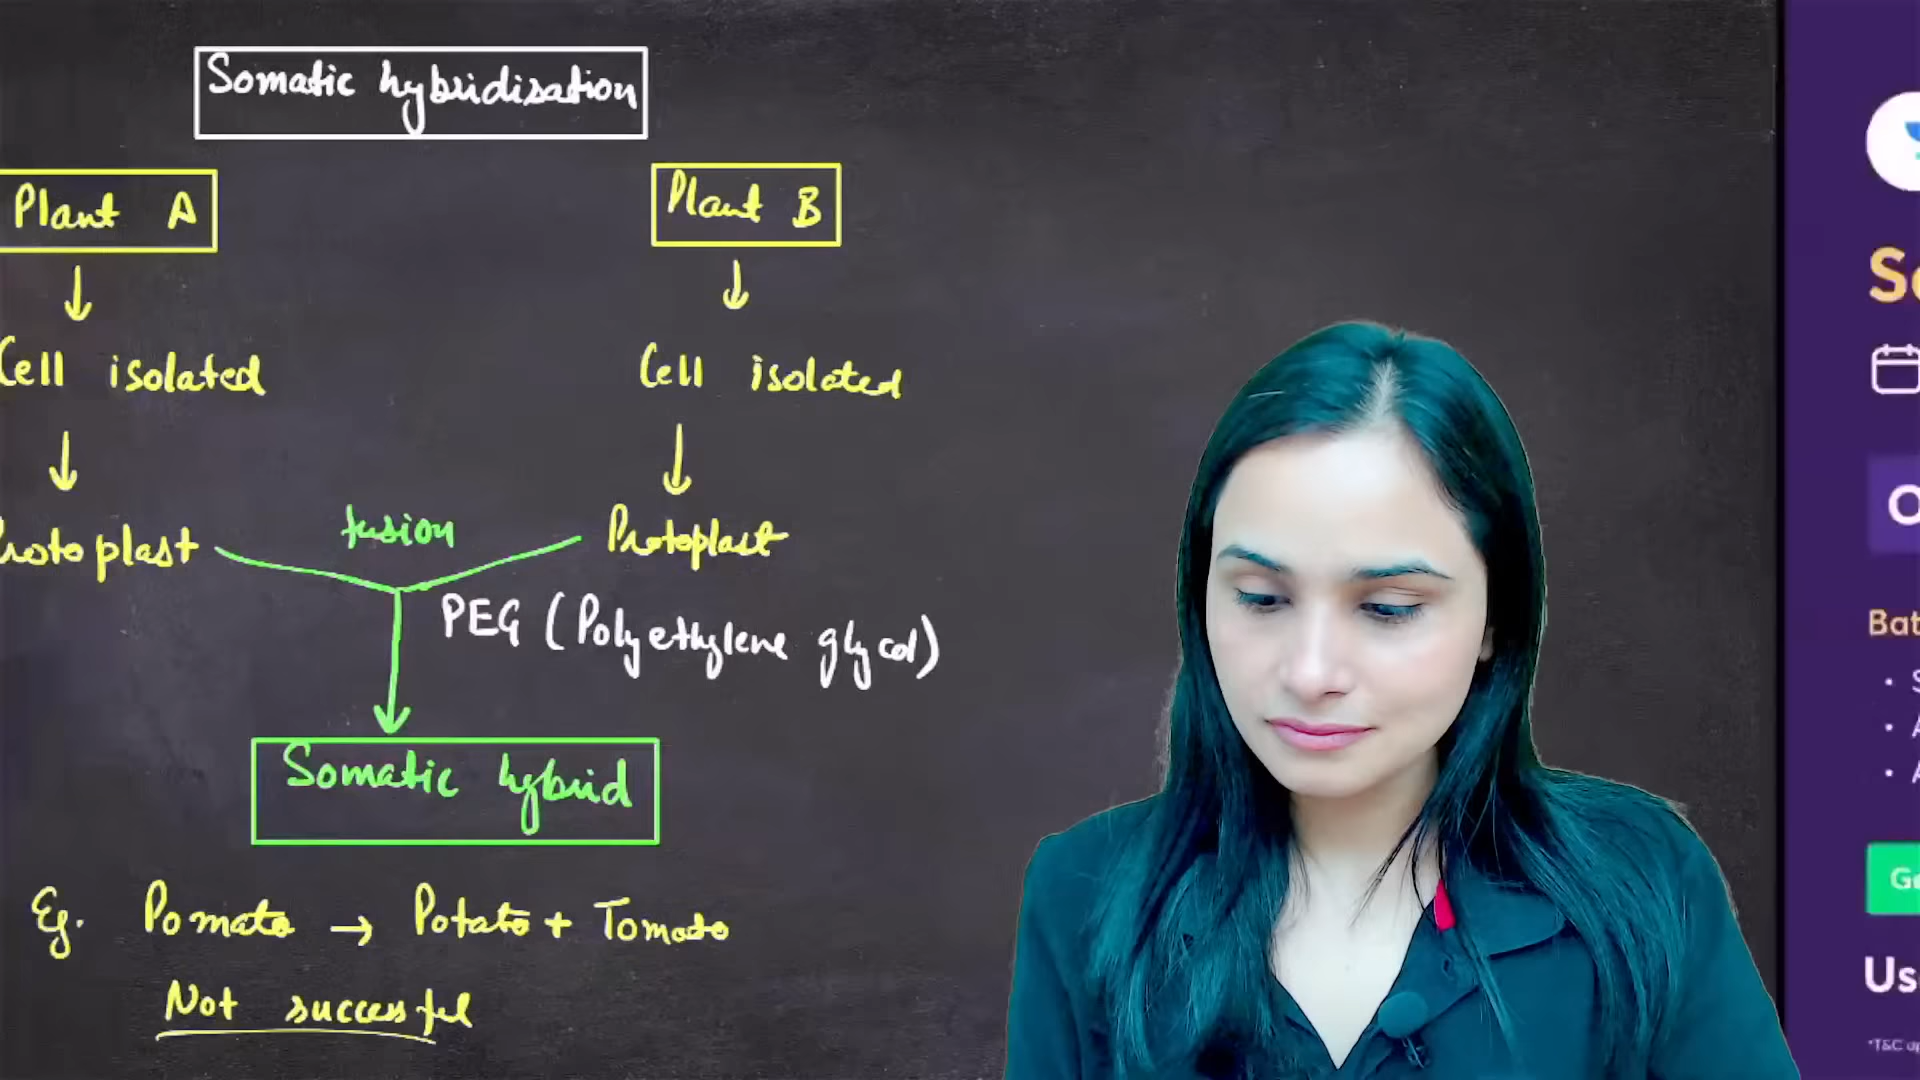 Somatic hybridisation
Plant A
Plant B
Cell isolated
Cell isolated
Protoplast
fusion
Protoplast
PEG (Polyethylene glycol)
Somatic hybrid
Eg. Pomato → Potato + Tomato
Not successful
Us
*T&C